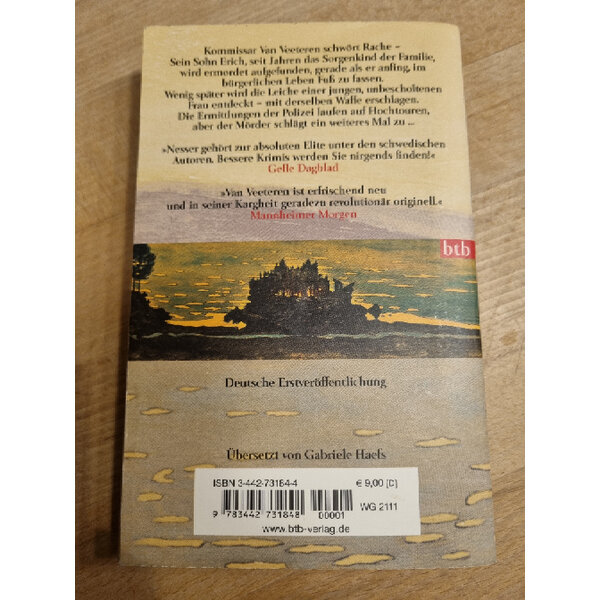 Kommissar Van Veeteren schwört Rache –
Sein Sohn Erich, seit Jahren das Sorgenkind der Familie,
wird ermordet aufgefunden, gerade als er anfing, im
bürgerlichen Leben Fuß zu fassen.
Wenig später wird die Leiche einer jungen, unbescholtenen
Frau entdeckt – mit derselben Waffe erschlagen.
Die Ermittlungen der Polizei laufen auf Hochtouren,
aber der Mörder schlägt ein weiteres Mal zu ...
»Nesser gehört zur absoluten Elite unter den schwedischen
Autoren. Bessere Krimis werden Sie nirgends finden!«
Gefle Dagblad
»Van Veeteren ist erfrischend neu
und in seiner Kargheit geradezu revolutionär originell.«
Mannheimer Morgen
btb
Deutsche Erstveröffentlichung
Übersetzt von Gabriele Haefs
ISBN 3-442-73184-4 € 9,00 [D]
9 783442 731848 00001 WG 2111
www.btb-verlag.de